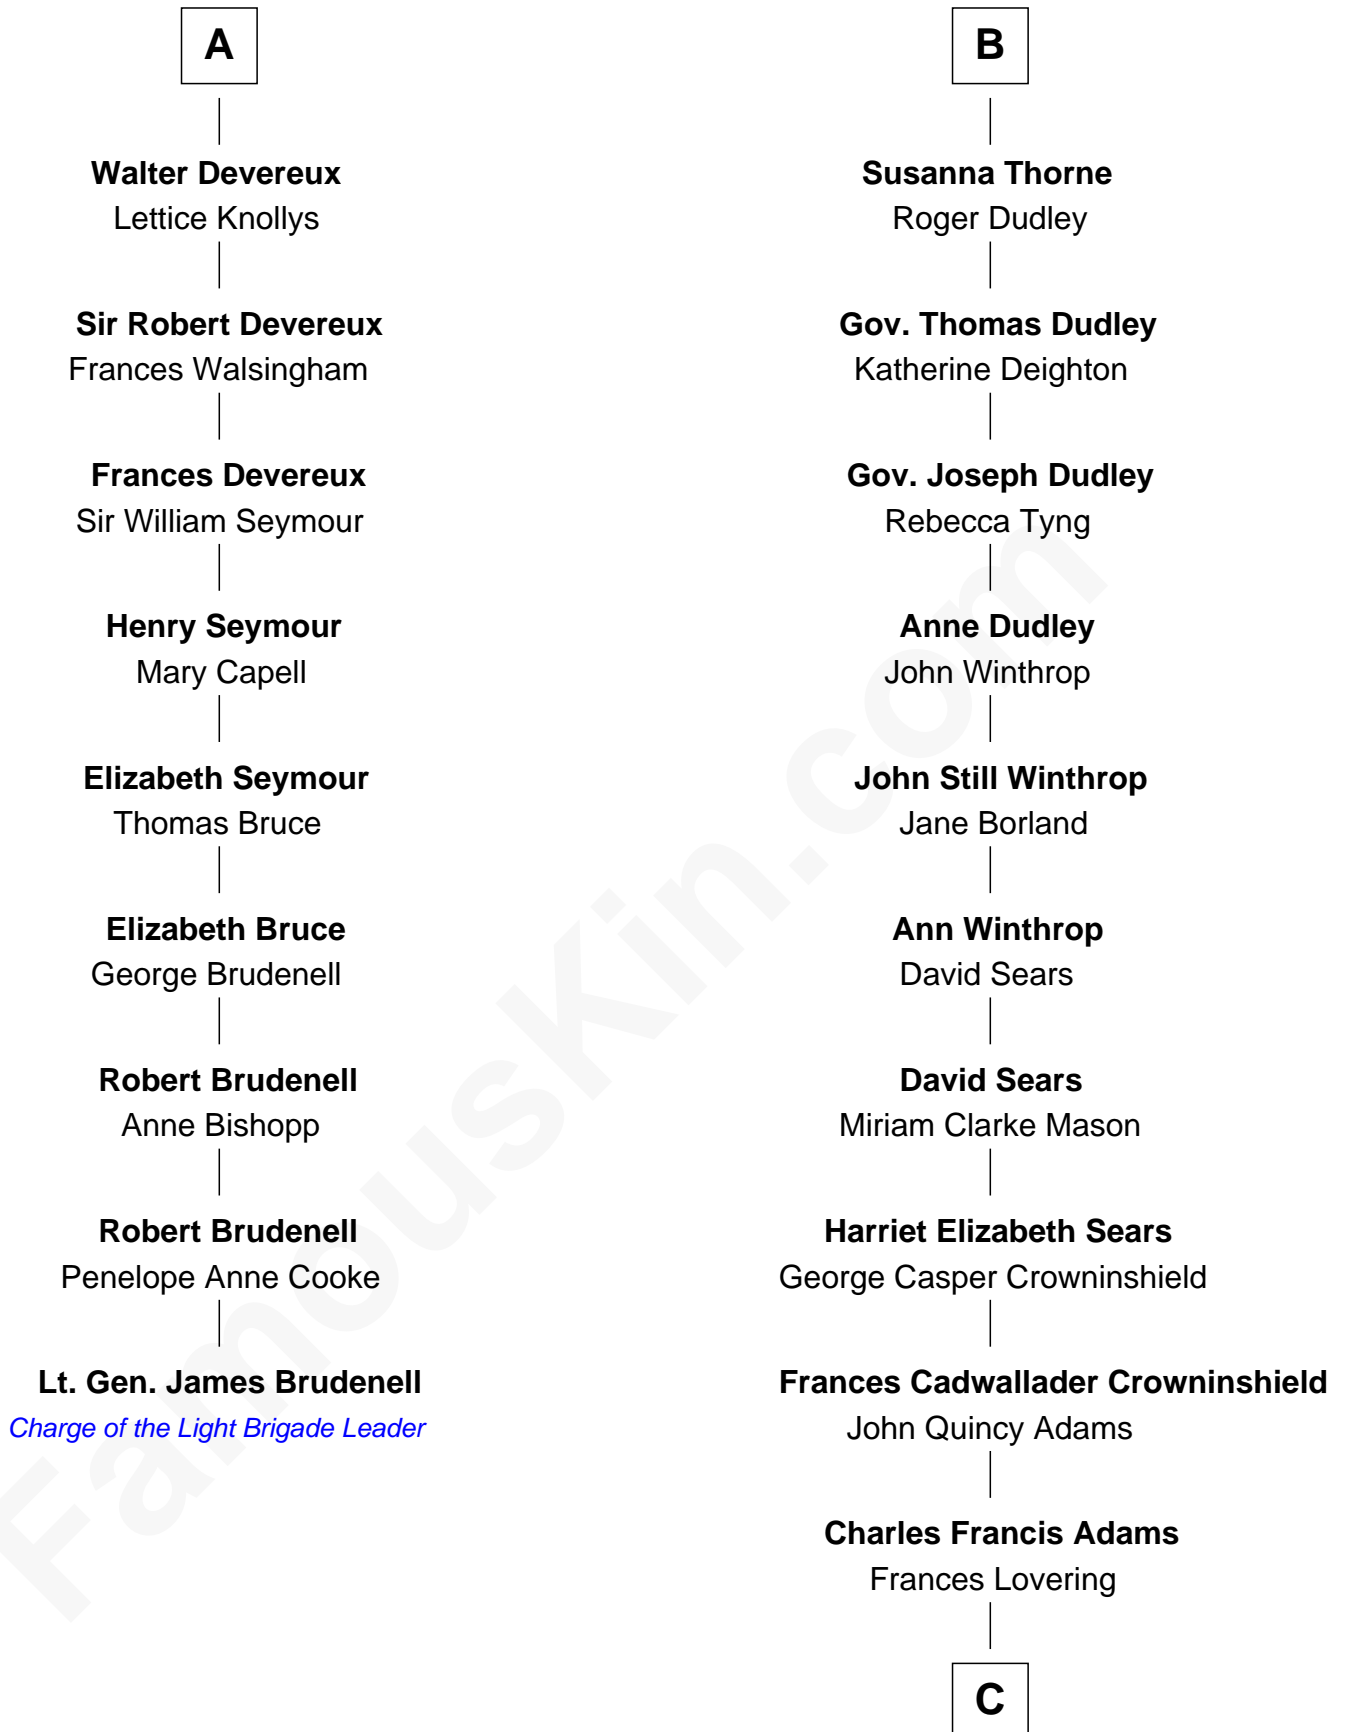 A
Walter Devereux
Lettice Knollys
Sir Robert Devereux
Frances Walsingham
Frances Devereux
Sir William Seymour
Henry Seymour
Mary Capell
Elizabeth Seymour
Thomas Bruce
Elizabeth Bruce
George Brudenell
Robert Brudenell
Anne Bishopp
Robert Brudenell
Penelope Anne Cooke
Lt. Gen. James Brudenell
Charge of the Light Brigade Leader
B
Susanna Thorne
Roger Dudley
Gov. Thomas Dudley
Katherine Deighton
Gov. Joseph Dudley
Rebecca Tyng
Anne Dudley
John Winthrop
John Still Winthrop
Jane Borland
Ann Winthrop
David Sears
David Sears
Miriam Clarke Mason
Harriet Elizabeth Sears
George Casper Crowninshield
Frances Cadwallader Crowninshield
John Quincy Adams
Charles Francis Adams
Frances Lovering
C
FamousKin.com